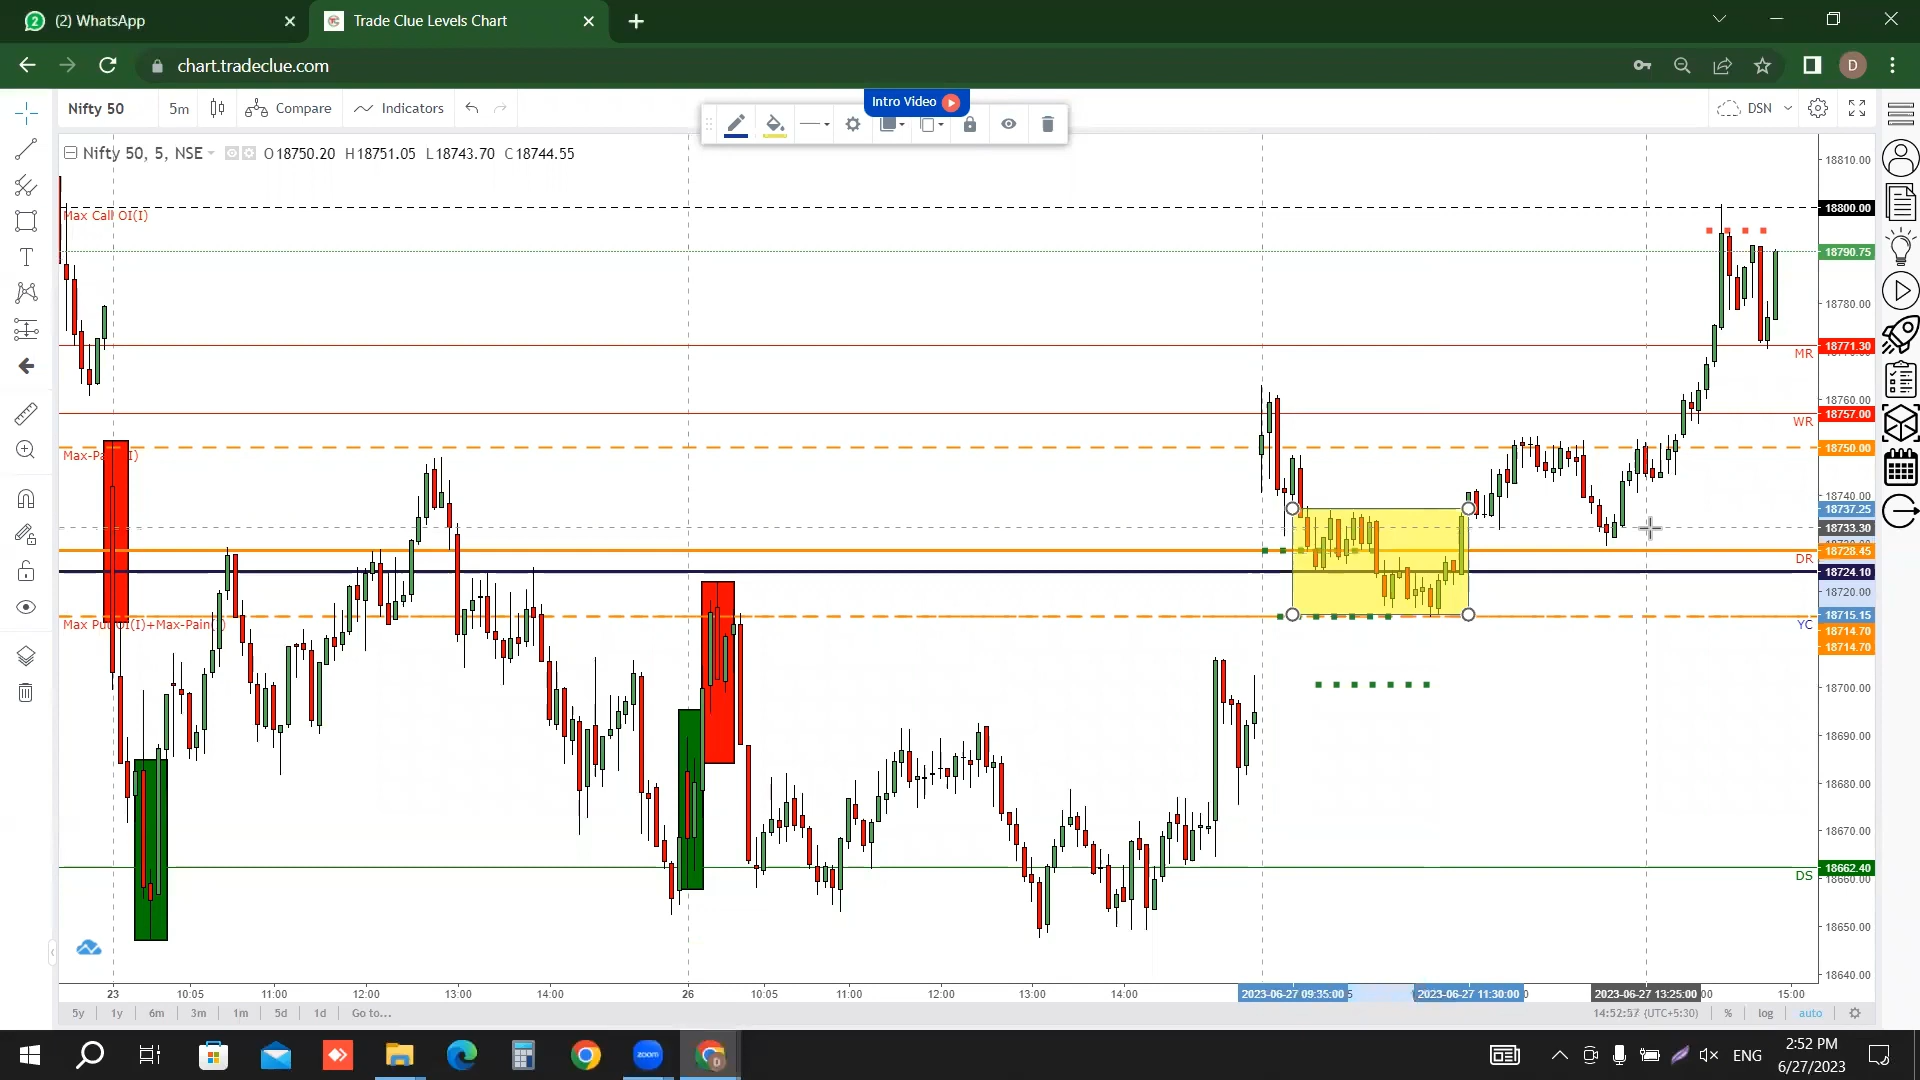 (2) WhatsApp
Trade Clue Levels Chart
chart.tradeclue.com
D
Intro Video
Nifty 50
5m
Compare
Indicators
DSN
Nifty 50, 5, NSE
O18750.20 H18751.05 L18743.70 C18744.55
Max Call OI(I)
Max Put OI(I)+Max-Pain(I)
MR
WR
DR
YC
DS
18810.00
18800.00
18790.75
18780.00
18771.30
18760.00
18757.00
18750.00
18740.00
18737.25
18733.30
18728.45
18724.10
18720.00
18715.15
18714.70
18714.70
18700.00
18690.00
18680.00
18670.00
18662.40
18660.00
18650.00
18640.00
23
10:05
11:00
12:00
13:00
14:00
26
10:05
11:00
12:00
13:00
14:00
2023-06-27 09:35:00
2023-06-27 11:30:00
2023-06-27 13:25:00
15:00
5y
1y
6m
3m
1m
5d
1d
Go to...
14:52:57 (UTC+5:30)
%
log
auto
zoom
ENG
2:52 PM
6/27/2023